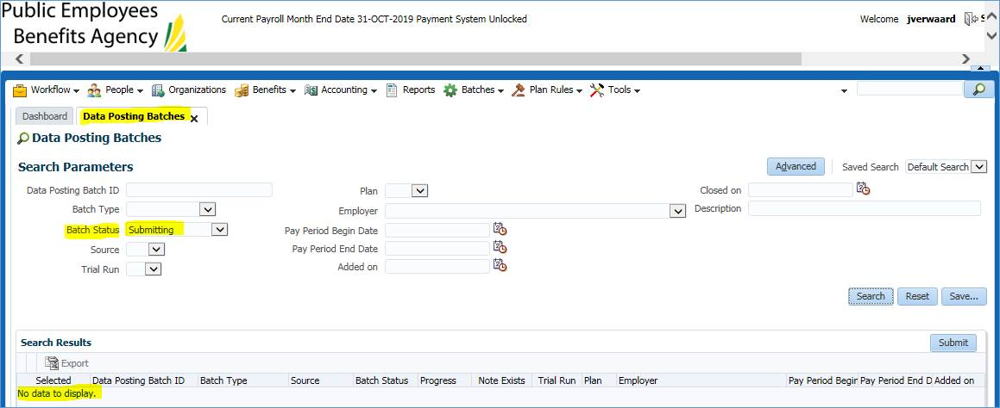 Public Employees
Benefits Agency
Current Payroll Month End Date 31-OCT-2019 Payment System Unlocked
Welcome jverwaard
Workflow People Organizations Benefits Accounting Reports Batches Plan Rules Tools
Dashboard Data Posting Batches
Data Posting Batches
Search Parameters
Advanced Saved Search Default Search
Data Posting Batch ID Plan Closed on
Batch Type Employer Description
Batch Status Submitting Pay Period Begin Date
Source Pay Period End Date
Trial Run Added on
Search Reset Save...
Search Results Submit
Export
Selected Data Posting Batch ID Batch Type Source Batch Status Progress Note Exists Trial Run Plan Employer Pay Period Begin Pay Period End D Added on
No data to display.